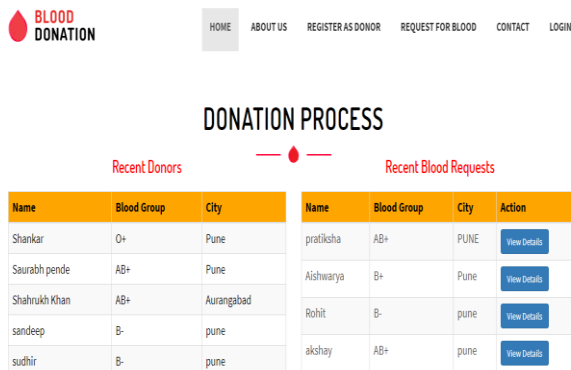 BLOOD
DONATION
HOME ABOUT US REGISTER AS DONOR REQUEST FOR BLOOD CONTACT LOGIN
DONATION PROCESS
Recent Donors
Name Blood Group City
Shankar O+ Pune
Saurabh pende AB+ Pune
Shahrukh Khan AB+ Aurangabad
sandeep B- pune
sudhir B- pune
Recent Blood Requests
Name Blood Group City Action
pratiksha AB+ PUNE View Details
Aishwarya B+ Pune View Details
Rohit B- pune View Details
akshay AB+ pune View Details